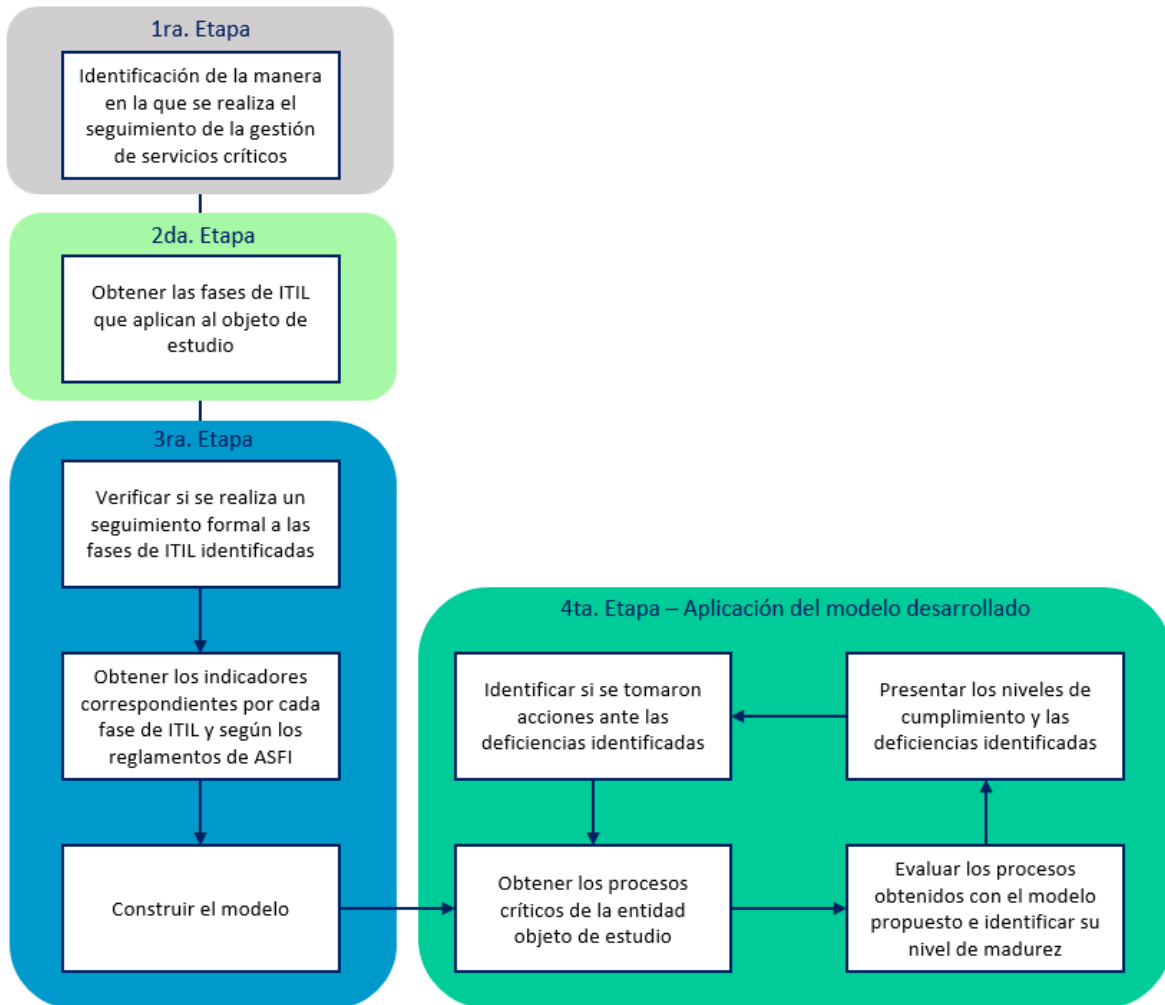 1ra. Etapa
Identificación de la manera
en la que se realiza el
seguimiento de la gestión
de servicios críticos
2da. Etapa
Obtener las fases de ITIL
que aplican al objeto de
estudio
3ra. Etapa
Verificar si se realiza un
seguimiento formal a las
fases de ITIL identificadas
Obtener los indicadores
correspondientes por cada
fase de ITIL y según los
reglamentos de ASFI
Construir el modelo
4ta. Etapa – Aplicación del modelo desarrollado
Identificar si se tomaron
acciones ante las
deficiencias identificadas
Presentar los niveles de
cumplimiento y las
deficiencias identificadas
Obtener los procesos
críticos de la entidad
objeto de estudio
Evaluar los procesos
obtenidos con el modelo
propuesto e identificar su
nivel de madurez